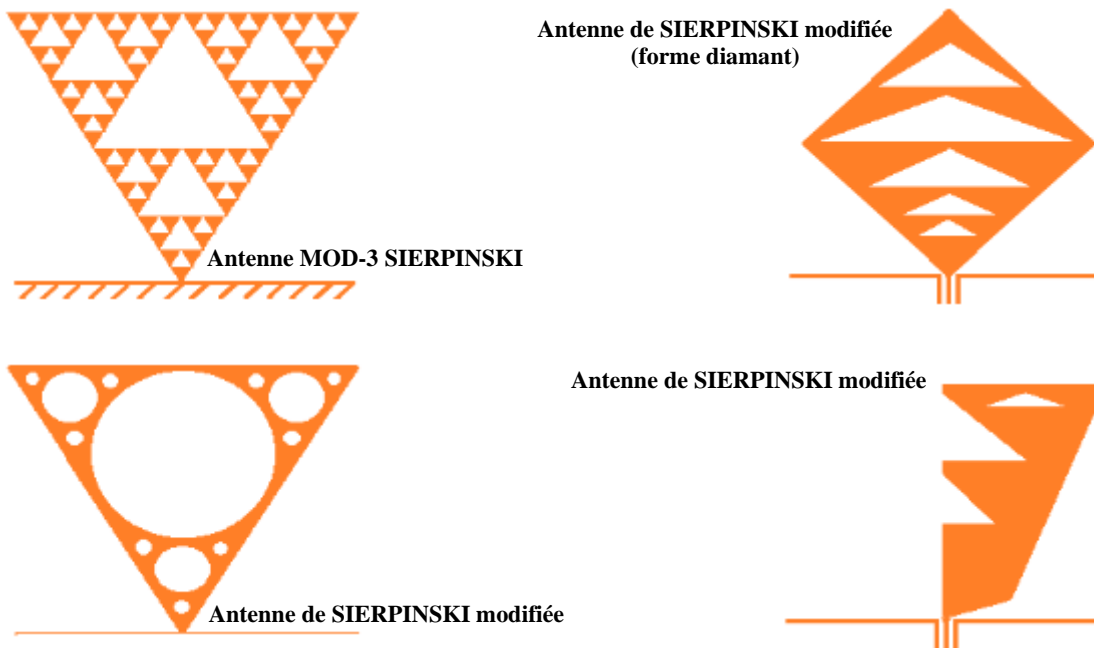 Antenne de SIERPINSKI modifiée
(forme diamant)
Antenne MOD-3 SIERPINSKI
Antenne de SIERPINSKI modifiée
Antenne de SIERPINSKI modifiée